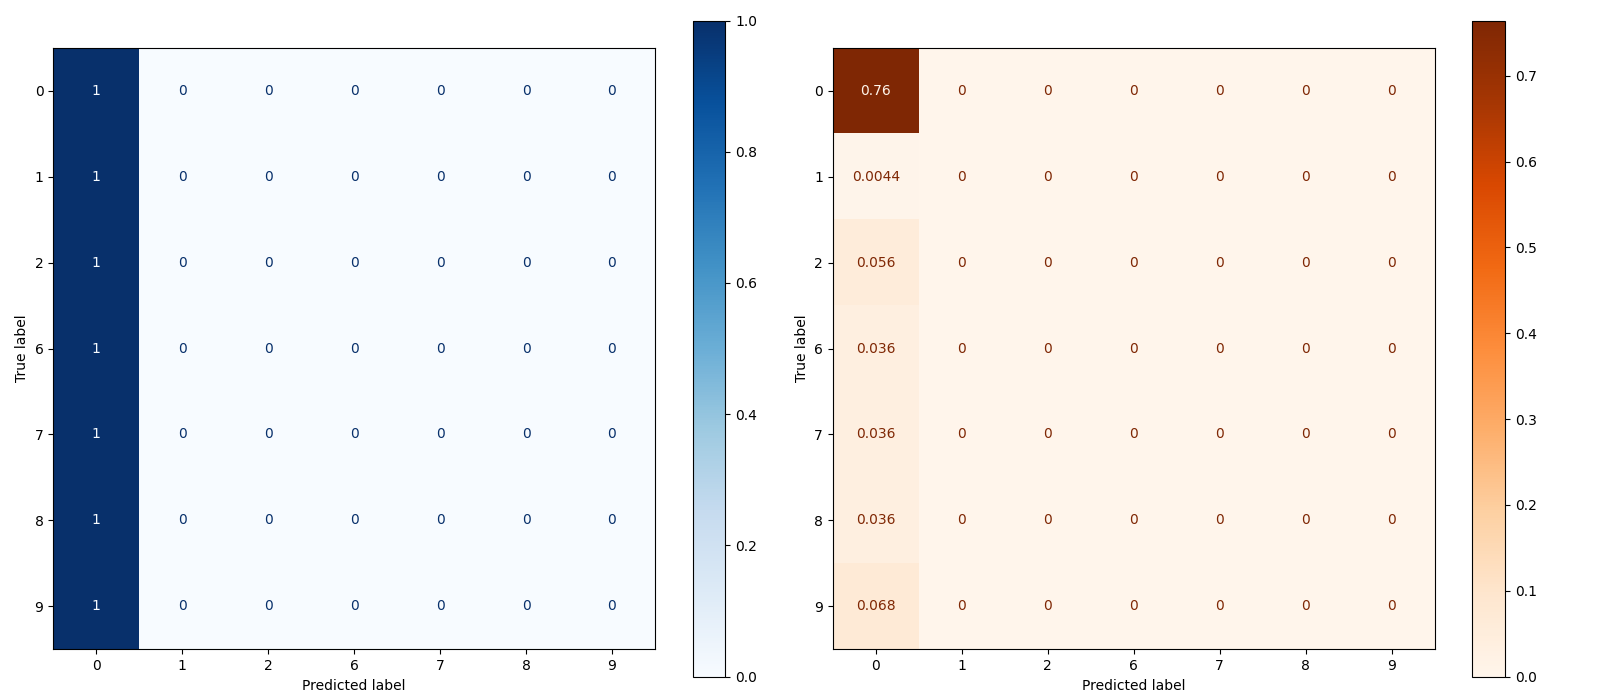 0 1 0 0 0 0 0 0
1 1 0 0 0 0 0 0
2 1 0 0 0 0 0 0
6 1 0 0 0 0 0 0
7 1 0 0 0 0 0 0
8 1 0 0 0 0 0 0
9 1 0 0 0 0 0 0
0 1 2 6 7 8 9
True label
Predicted label
1.0
0.8
0.6
0.4
0.2
0.0
0 0.76 0 0 0 0 0 0
1 0.0044 0 0 0 0 0 0
2 0.056 0 0 0 0 0 0
6 0.036 0 0 0 0 0 0
7 0.036 0 0 0 0 0 0
8 0.036 0 0 0 0 0 0
9 0.068 0 0 0 0 0 0
0 1 2 6 7 8 9
True label
Predicted label
0.7
0.6
0.5
0.4
0.3
0.2
0.1
0.0